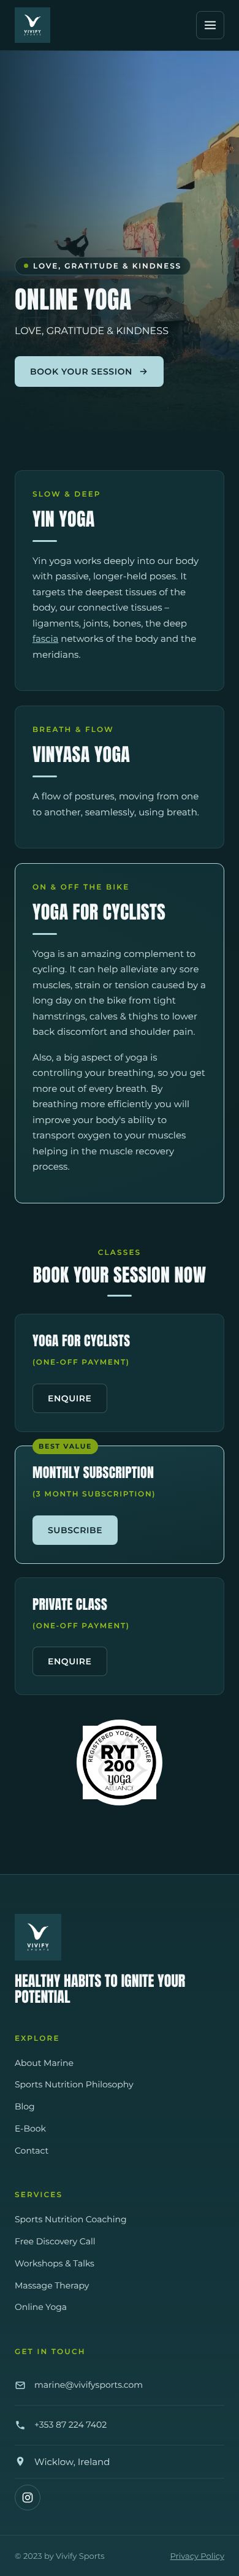 VIVIFY
SPORTS
LOVE, GRATITUDE & KINDNESS
ONLINE YOGA
LOVE, GRATITUDE & KINDNESS
BOOK YOUR SESSION →
SLOW & DEEP
YIN YOGA
Yin yoga works deeply into our body
with passive, longer-held poses. It
targets the deepest tissues of the
body, our connective tissues –
ligaments, joints, bones, the deep
fascia networks of the body and the
meridians.
BREATH & FLOW
VINYASA YOGA
A flow of postures, moving from one
to another, seamlessly, using breath.
ON & OFF THE BIKE
YOGA FOR CYCLISTS
Yoga is an amazing complement to
cycling. It can help alleviate any sore
muscles, strain or tension caused by a
long day on the bike from tight
hamstrings, calves & thighs to lower
back discomfort and shoulder pain.
Also, a big aspect of yoga is
controlling your breathing, so you get
more out of every breath. By
breathing more efficiently you will
improve your body's ability to
transport oxygen to your muscles
helping in the muscle recovery
process.
CLASSES
BOOK YOUR SESSION NOW
YOGA FOR CYCLISTS
(ONE-OFF PAYMENT)
ENQUIRE
BEST VALUE
MONTHLY SUBSCRIPTION
(3 MONTH SUBSCRIPTION)
SUBSCRIBE
PRIVATE CLASS
(ONE-OFF PAYMENT)
ENQUIRE
REGISTERED YOGA TEACHER
RYT
200
yoga
ALLIANCE
VIVIFY
SPORTS
HEALTHY HABITS TO IGNITE YOUR
POTENTIAL
EXPLORE
About Marine
Sports Nutrition Philosophy
Blog
E-Book
Contact
SERVICES
Sports Nutrition Coaching
Free Discovery Call
Workshops & Talks
Massage Therapy
Online Yoga
GET IN TOUCH
marine@vivifysports.com
+353 87 224 7402
Wicklow, Ireland
© 2023 by Vivify Sports Privacy Policy